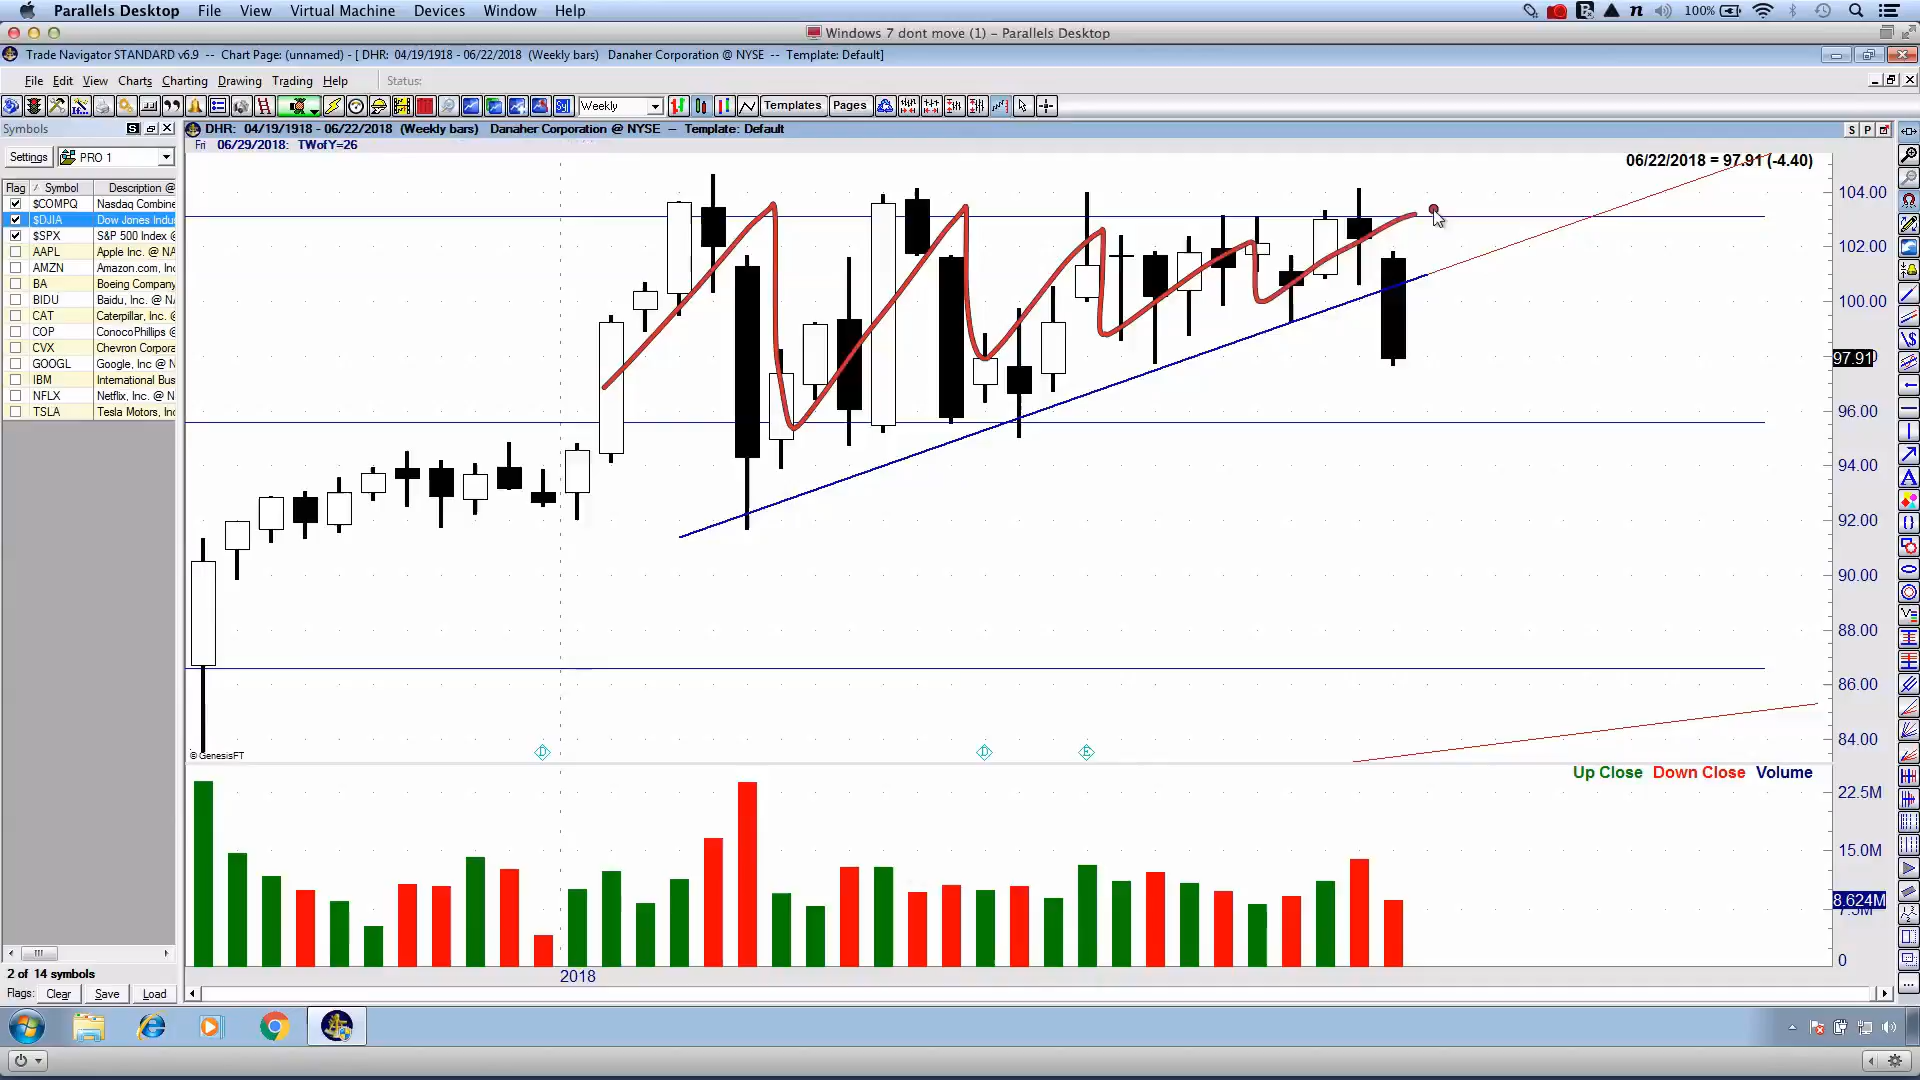 Parallels Desktop File View Virtual Machine Devices Window Help 100%
Windows 7 dont move (1) - Parallels Desktop
Trade Navigator STANDARD v6.9 -- Chart Page: (unnamed) - [ DHR: 04/19/1918 - 06/22/2018 (Weekly bars) Danaher Corporation @ NYSE -- Template: Default]
File Edit View Charts Charting Drawing Trading Help Status:
Weekly Templates Pages
Symbols S
DHR: 04/19/1918 - 06/22/2018 (Weekly bars) Danaher Corporation @ NYSE -- Template: Default S P
Fri 06/29/2018: TWofY=26
Settings PRO 1
06/22/2018 = 97.91 (-4.40)
Flag Symbol Description @
$COMPQ Nasdaq Combine
$DJIA Dow Jones Indu
$SPX S&P 500 Index @
AAPL Apple Inc. @ NA
AMZN Amazon.com, Inc
BA Boeing Company
BIDU Baidu, Inc. @ NA
CAT Caterpillar, Inc. @
COP ConocoPhillips @
CVX Chevron Corpora
GOOGL Google, Inc @ N
IBM International Bus
NFLX Netflix, Inc. @ N
TSLA Tesla Motors, Inc
104.00
102.00
100.00
97.91
96.00
94.00
92.00
90.00
88.00
86.00
84.00
D D E
© GenesisFT
Up Close Down Close Volume
22.5M
15.0M
8.624M
0
2018
2 of 14 symbols
Flags: Clear Save Load